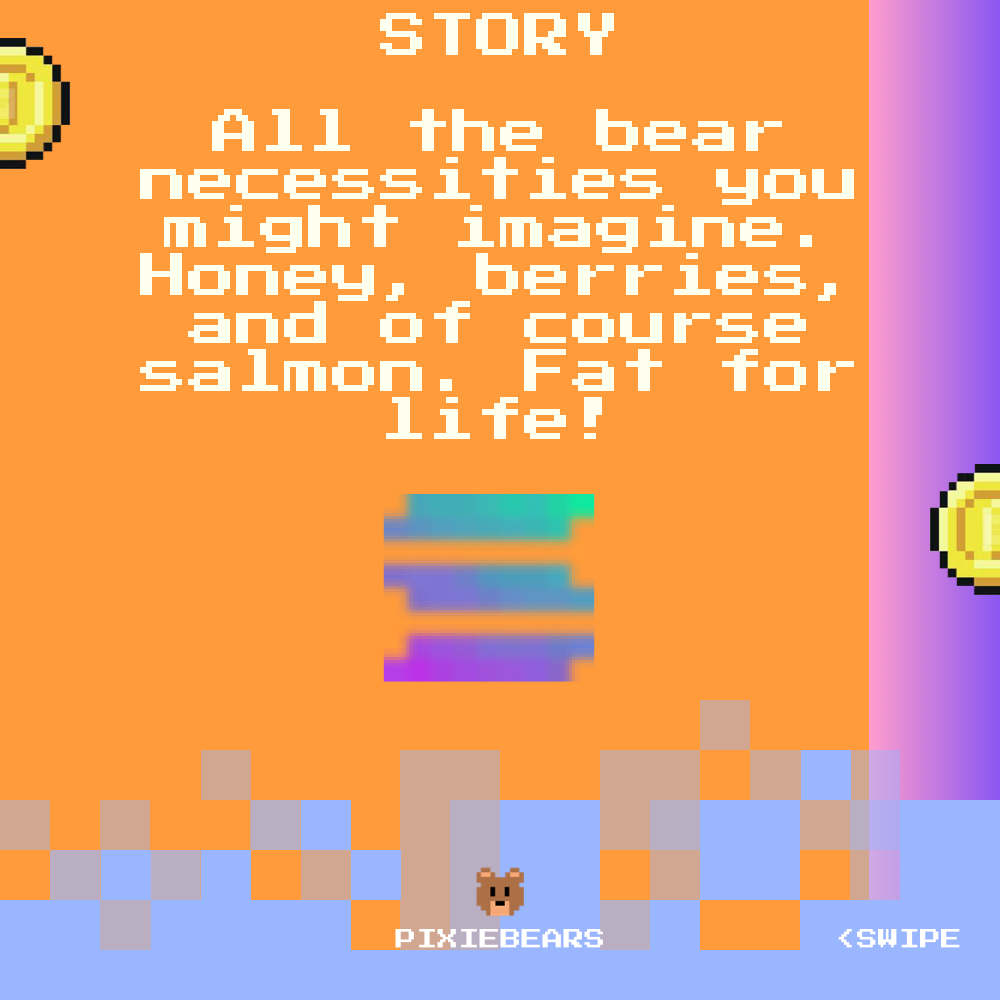 STORY
All the bear
necessities you
might imagine.
Honey, berries,
and of course
salmon. Fat for
life!
PIXIEBEARS
<SWIPE